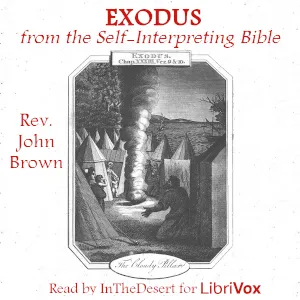 EXODUS
from the Self-Interpreting Bible
EXODUS.
Chap. XXXIII, Ver. 9 & 10.
Rev.
John
Brown
The Cloudy Pillar
Read by InTheDesert for LibriVox